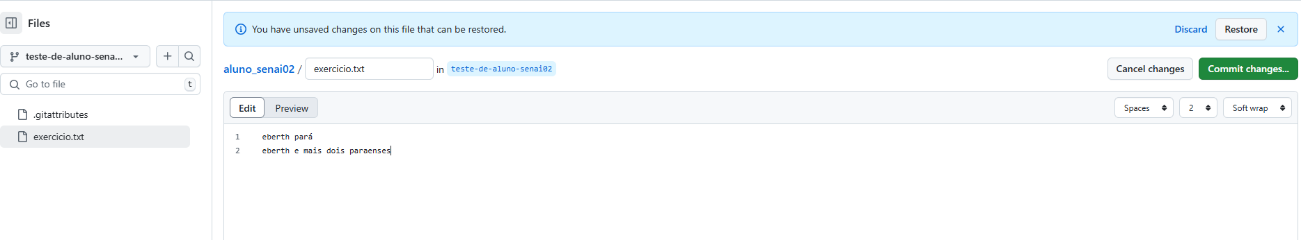 Files
teste-de-aluno-sena...
Go to file
t
.gitattributes
exercicio.txt
You have unsaved changes on this file that can be restored.
Discard
Restore
aluno_senai02 / exercicio.txt in teste-de-aluno-senai02
Cancel changes
Commit changes...
Edit
Preview
Spaces
2
Soft wrap
1 eberth pará
2 eberth e mais dois paraenses